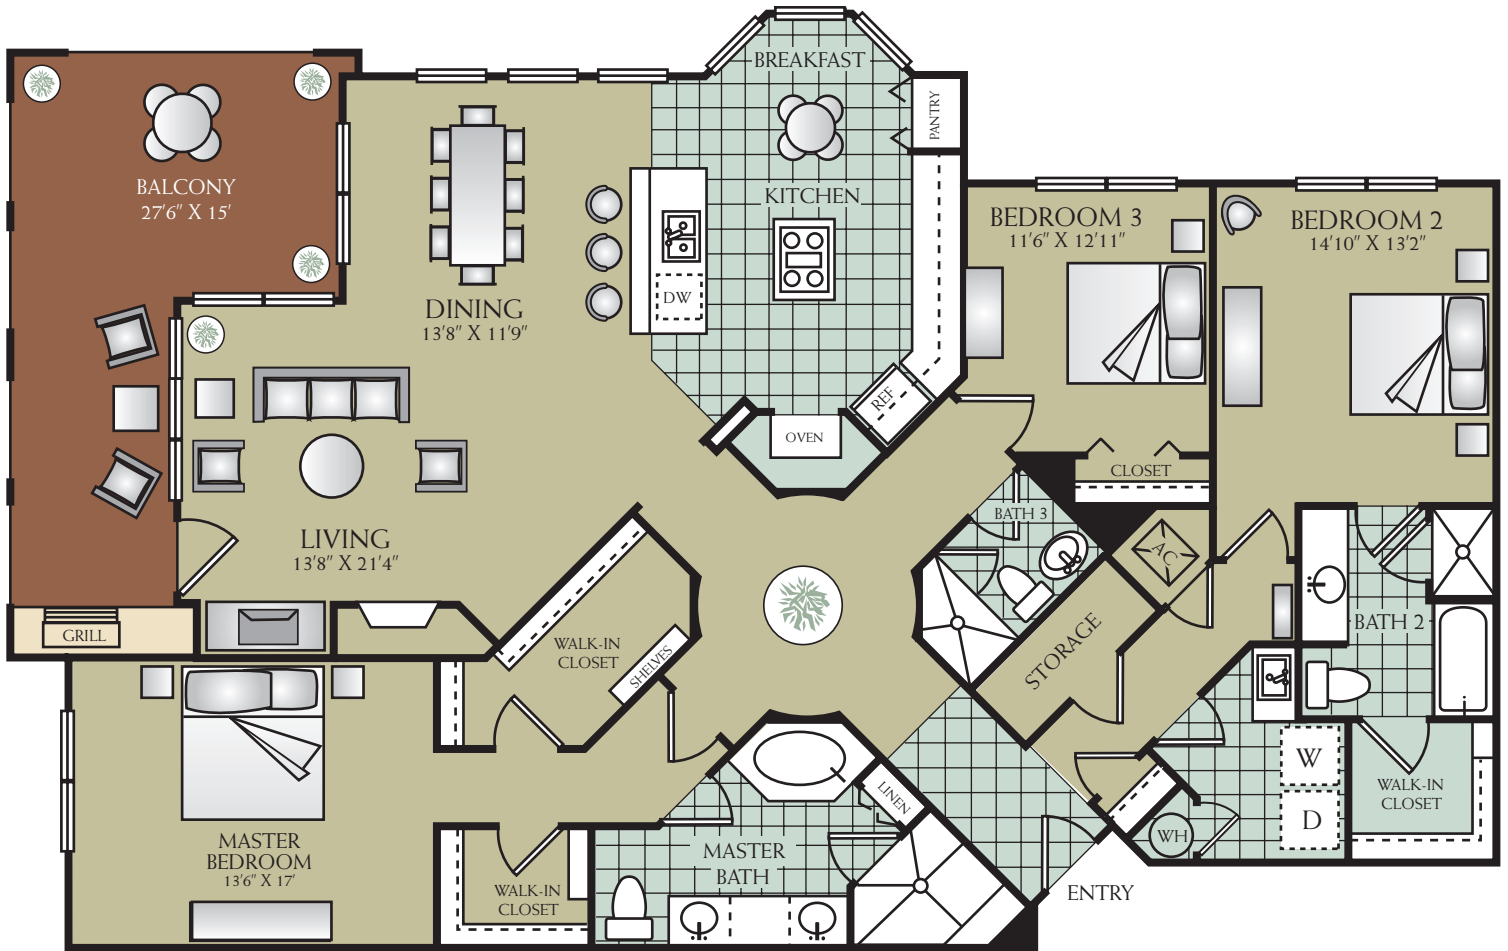 BREAKFAST
PANTRY
BALCONY
27'6" X 15'
KITCHEN
BEDROOM 3
11'6" X 12'11"
BEDROOM 2
14'10" X 13'2"
DINING
13'8" X 11'9"
DW
REF
OVEN
CLOSET
BATH 3
LIVING
13'8" X 21'4"
AC
GRILL
WALK-IN
CLOSET
SHELVES
STORAGE
BATH 2
W
D
WALK-IN
CLOSET
LINEN
WH
MASTER
BEDROOM
13'6" X 17'
MASTER
BATH
WALK-IN
CLOSET
ENTRY